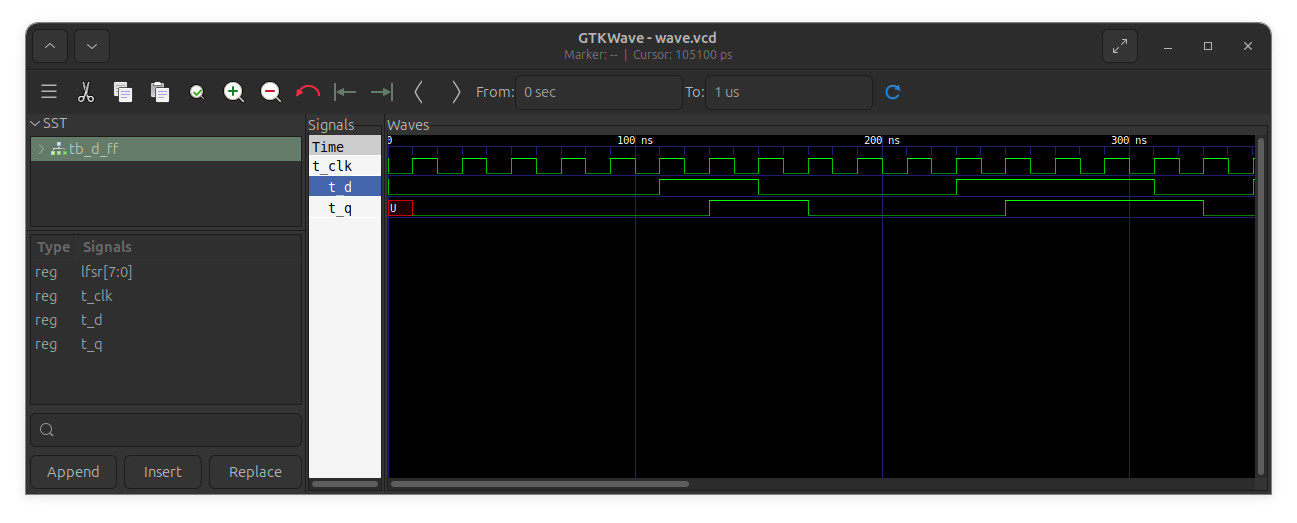 GTKWave - wave.vcd
Marker: -- | Cursor: 105100 ps
From: 0 sec To: 1 us
SST
tb_d_ff
Type Signals
reg lfsr[7:0]
reg t_clk
reg t_d
reg t_q
Append Insert Replace
Signals
Time
t_clk
t_d
t_q
Waves
0 100 ns 200 ns 300 ns
U